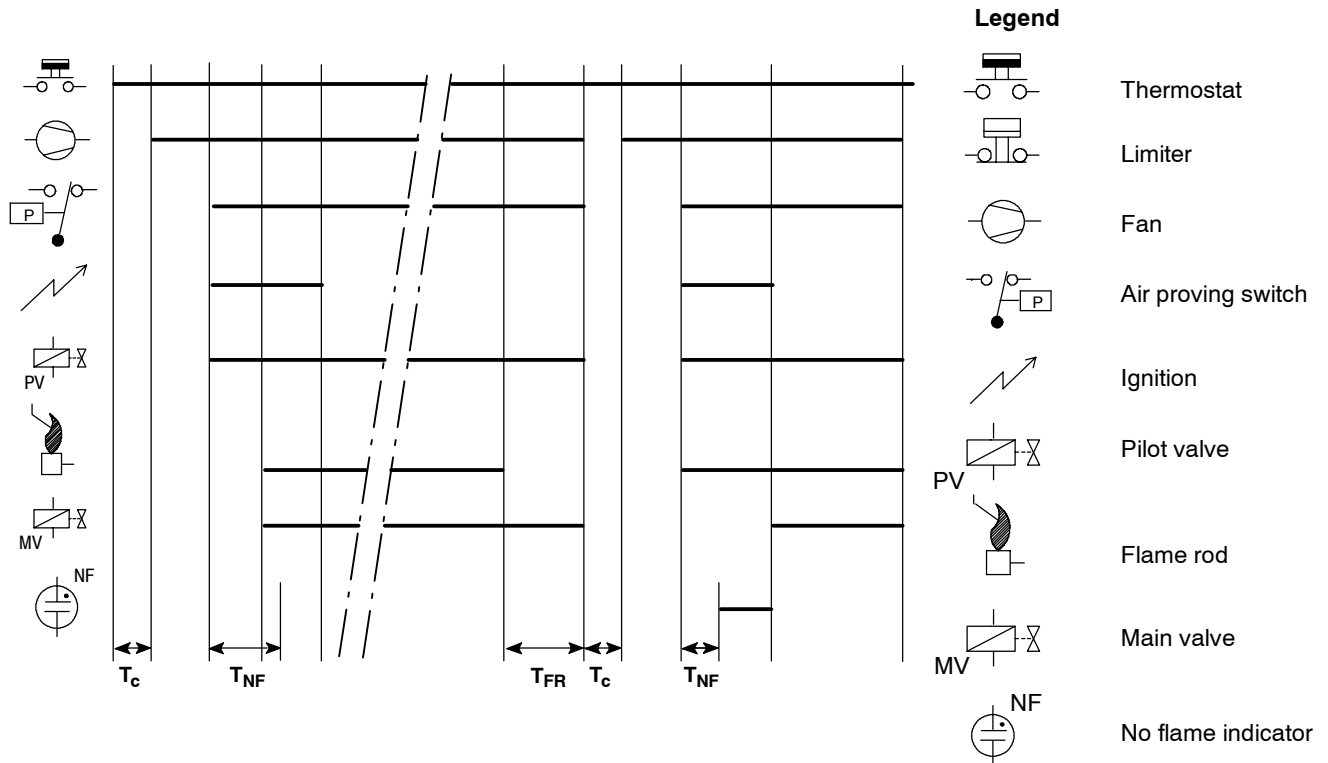 Legend
Thermostat
Limiter
Fan
P
P
Air proving switch
Ignition
PV
PV
Pilot valve
Flame rod
MV
MV
Main valve
NF
NF
No flame indicator
Tc
TNF
TFR
Tc
TNF